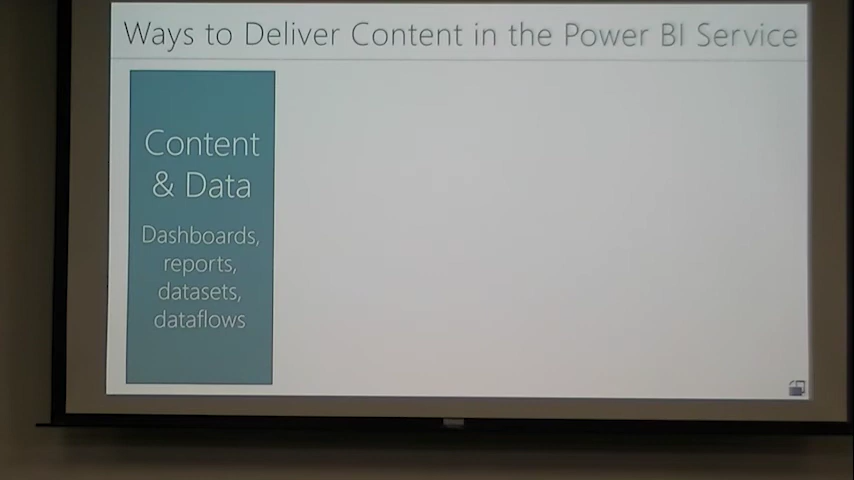 Ways to Deliver Content in the Power BI Service
Content
& Data
Dashboards,
reports,
datasets,
dataflows